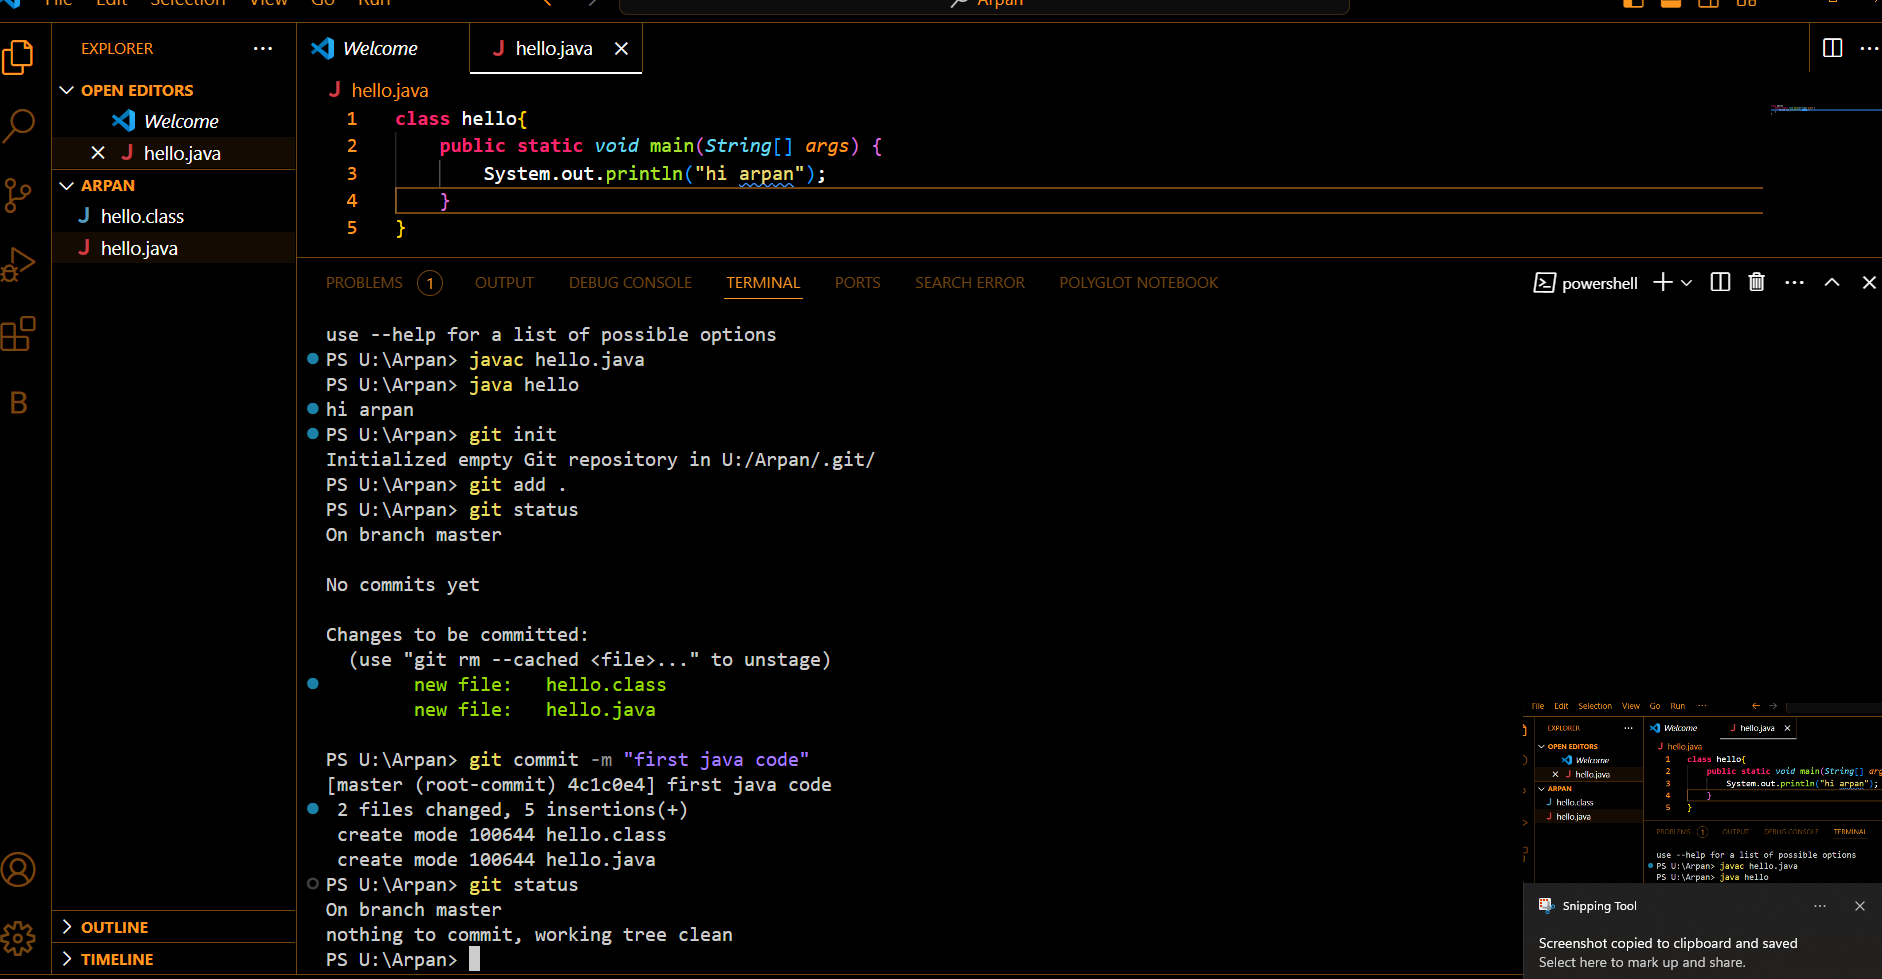 File Edit Selection View Go Run
Arpan
EXPLORER ...
OPEN EDITORS
Welcome
hello.java
ARPAN
hello.class
hello.java
OUTLINE
TIMELINE
Welcome
hello.java
hello.java
1 class hello{
2 public static void main(String[] args) {
3 System.out.println("hi arpan");
4 }
5 }
PROBLEMS 1 OUTPUT DEBUG CONSOLE TERMINAL PORTS SEARCH ERROR POLYGLOT NOTEBOOK
powershell
use --help for a list of possible options
PS U:\Arpan> javac hello.java
PS U:\Arpan> java hello
hi arpan
PS U:\Arpan> git init
Initialized empty Git repository in U:/Arpan/.git/
PS U:\Arpan> git add .
PS U:\Arpan> git status
On branch master
No commits yet
Changes to be committed:
(use "git rm --cached <file>..." to unstage)
new file: hello.class
new file: hello.java
PS U:\Arpan> git commit -m "first java code"
[master (root-commit) 4c1c0e4] first java code
2 files changed, 5 insertions(+)
create mode 100644 hello.class
create mode 100644 hello.java
PS U:\Arpan> git status
On branch master
nothing to commit, working tree clean
PS U:\Arpan>
File Edit Selection View Go Run ...
EXPLORER ...
OPEN EDITORS
Welcome
hello.java
ARPAN
hello.class
hello.java
Welcome
hello.java
hello.java
1 class hello{
2 public static void main(String[] arg
3 System.out.println("hi arpan");
4 }
5 }
PROBLEMS 1 OUTPUT DEBUG CONSOLE TERMINAL
use --help for a list of possible options
PS U:\Arpan> javac hello.java
PS U:\Arpan> java hello
Snipping Tool
Screenshot copied to clipboard and saved
Select here to mark up and share.